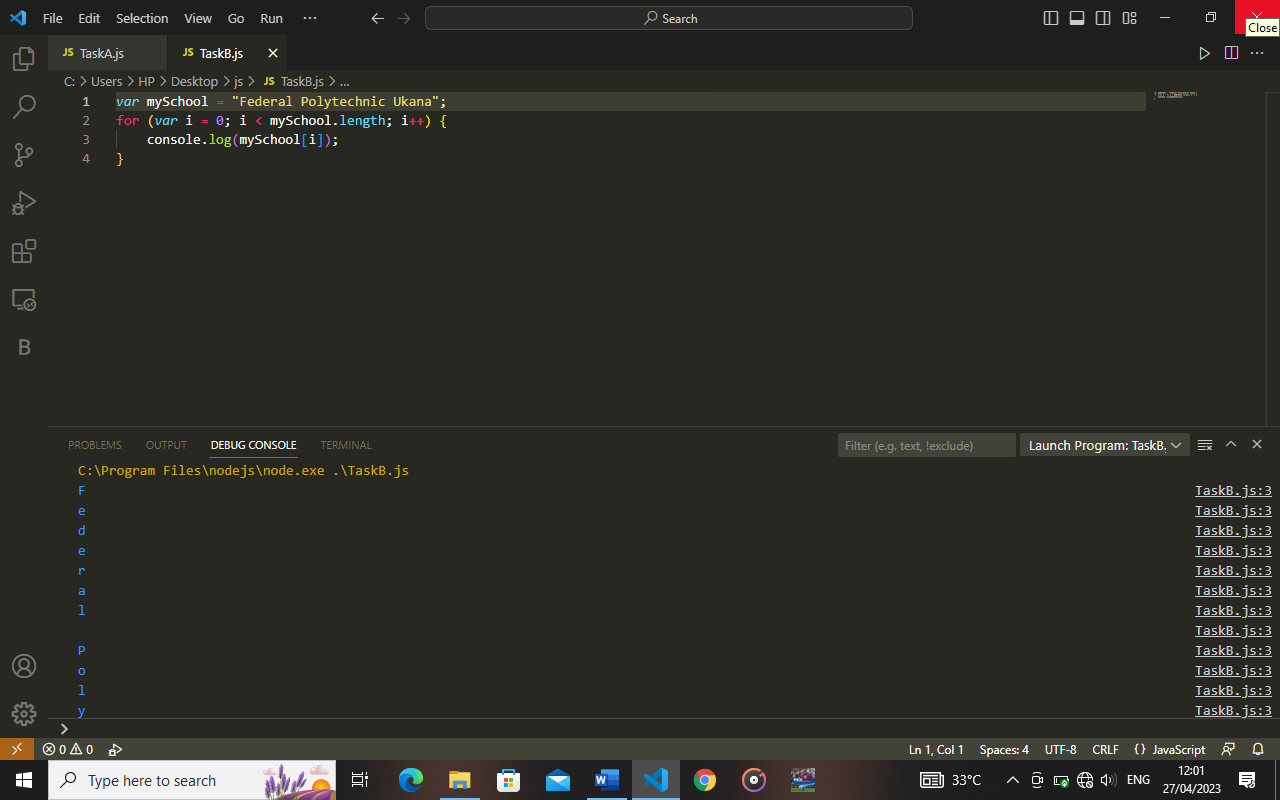 File Edit Selection View Go Run ··· Search
Close
JS TaskA.js JS TaskB.js
C: > Users > HP > Desktop > js > JS TaskB.js > ...
1 var mySchool = "Federal Polytechnic Ukana";
2 for (var i = 0; i < mySchool.length; i++) {
3 console.log(mySchool[i]);
4 }
B
PROBLEMS OUTPUT DEBUG CONSOLE TERMINAL Filter (e.g. text, !exclude) Launch Program: TaskB.
C:\Program Files\nodejs\node.exe .\TaskB.js
F TaskB.js:3
e TaskB.js:3
d TaskB.js:3
e TaskB.js:3
r TaskB.js:3
a TaskB.js:3
l TaskB.js:3
TaskB.js:3
P TaskB.js:3
o TaskB.js:3
l TaskB.js:3
y TaskB.js:3
0 0 Ln 1, Col 1 Spaces: 4 UTF-8 CRLF {} JavaScript
Type here to search 33°C ENG 12:01
27/04/2023